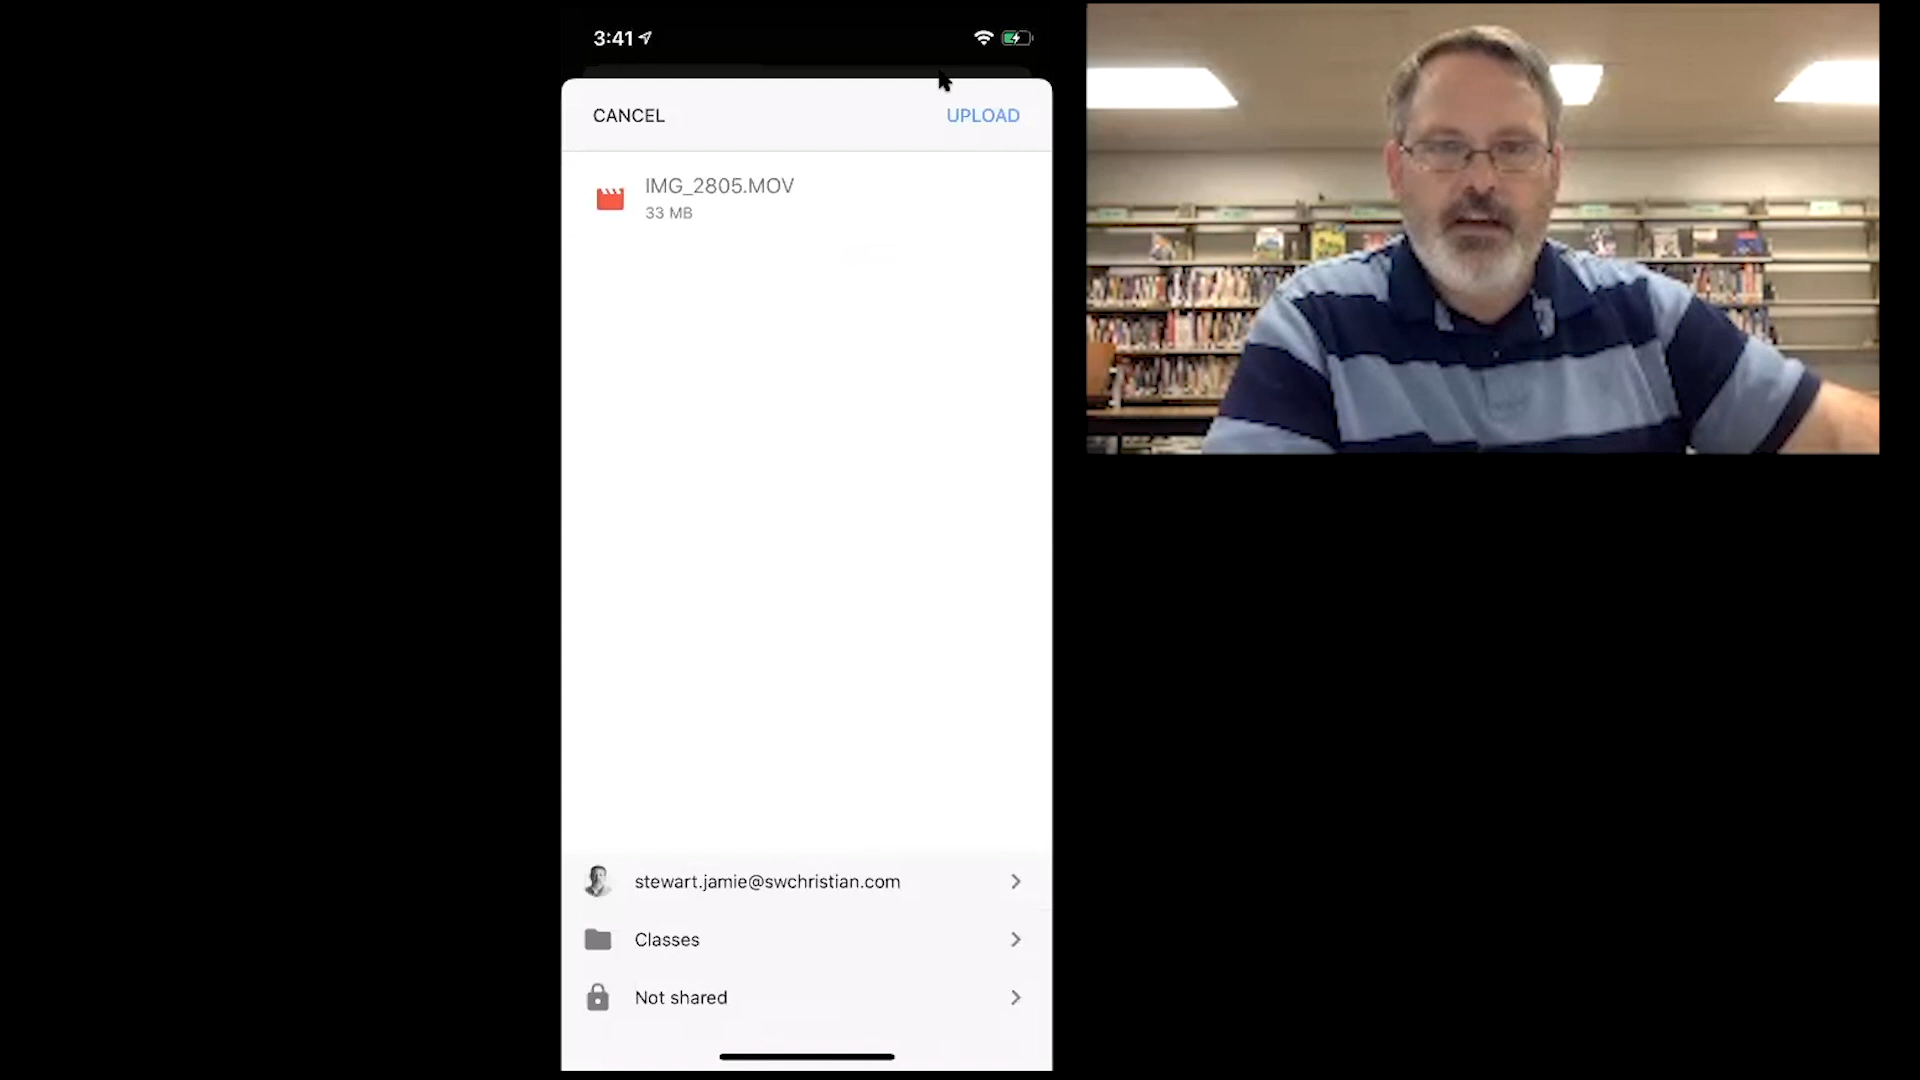 3:41
CANCEL
UPLOAD
IMG_2805.MOV
33 MB
stewart.jamie@swchristian.com
Classes
Not shared